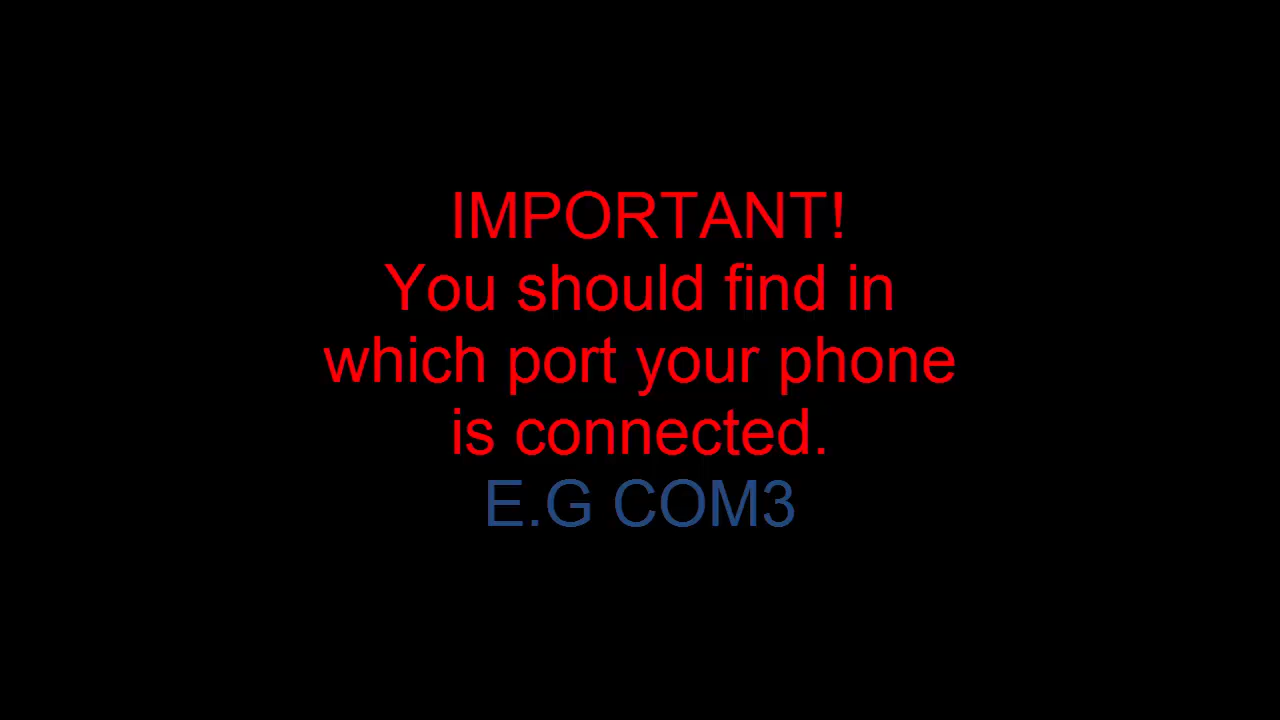 IMPORTANT!
You should find in
which port your phone
is connected.
E.G COM3